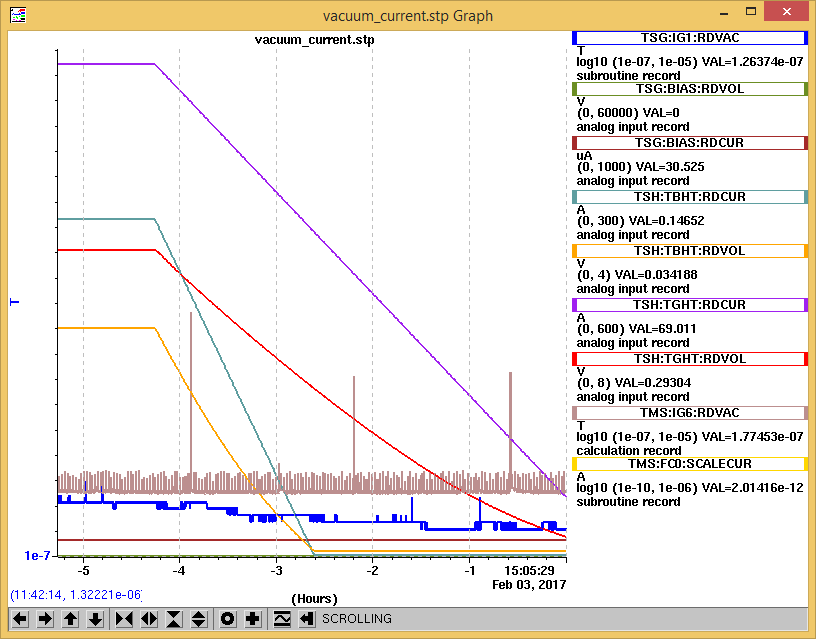 vacuum_current.stp Graph
vacuum_current.stp
T
1e-7
-5
-4
-3
-2
-1
15:05:29
Feb 03, 2017
(Hours)
(11:42:14, 1.32221e-06)
SCROLLING
TSG:IG1:RDVAC
T
log10 (1e-07, 1e-05) VAL=1.26374e-07
subroutine record
TSG:BIAS:RDVOL
V
(0, 60000) VAL=0
analog input record
TSG:BIAS:RDCUR
uA
(0, 1000) VAL=30.525
analog input record
TSH:TBHT:RDCUR
A
(0, 300) VAL=0.14652
analog input record
TSH:TBHT:RDVOL
V
(0, 4) VAL=0.034188
analog input record
TSH:TGHT:RDCUR
A
(0, 600) VAL=69.011
analog input record
TSH:TGHT:RDVOL
V
(0, 8) VAL=0.29304
analog input record
TMS:IG6:RDVAC
T
log10 (1e-07, 1e-05) VAL=1.77453e-07
calculation record
TMS:FC0:SCALECUR
A
log10 (1e-10, 1e-06) VAL=2.01416e-12
subroutine record